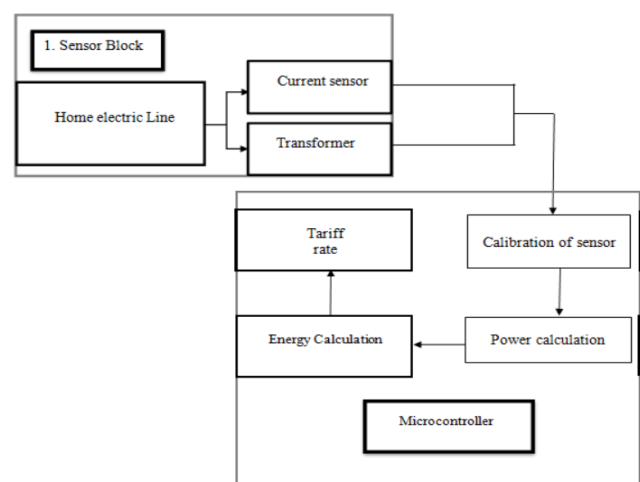 1. Sensor Block
Current sensor
Home electric Line
Transformer
Tariff
rate
Calibration of sensor
Energy Calculation
Power calculation
Microcontroller